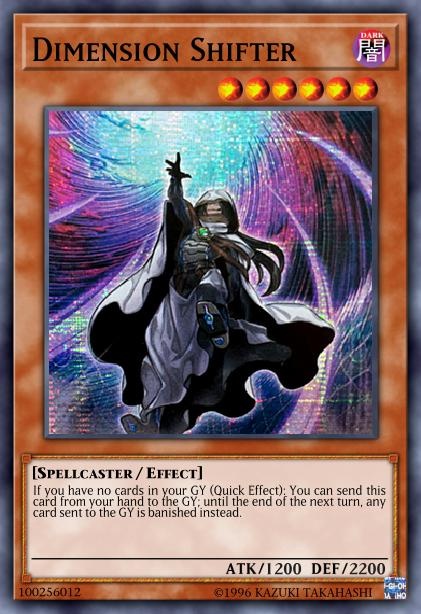 DIMENSION SHIFTER
DARK
闇
[SPELLCASTER / EFFECT]
If you have no cards in your GY (Quick Effect): You can send this
card from your hand to the GY; until the end of the next turn, any
card sent to the GY is banished instead.
ATK/1200 DEF/2200
100256012
©1996 KAZUKI TAKAHASHI